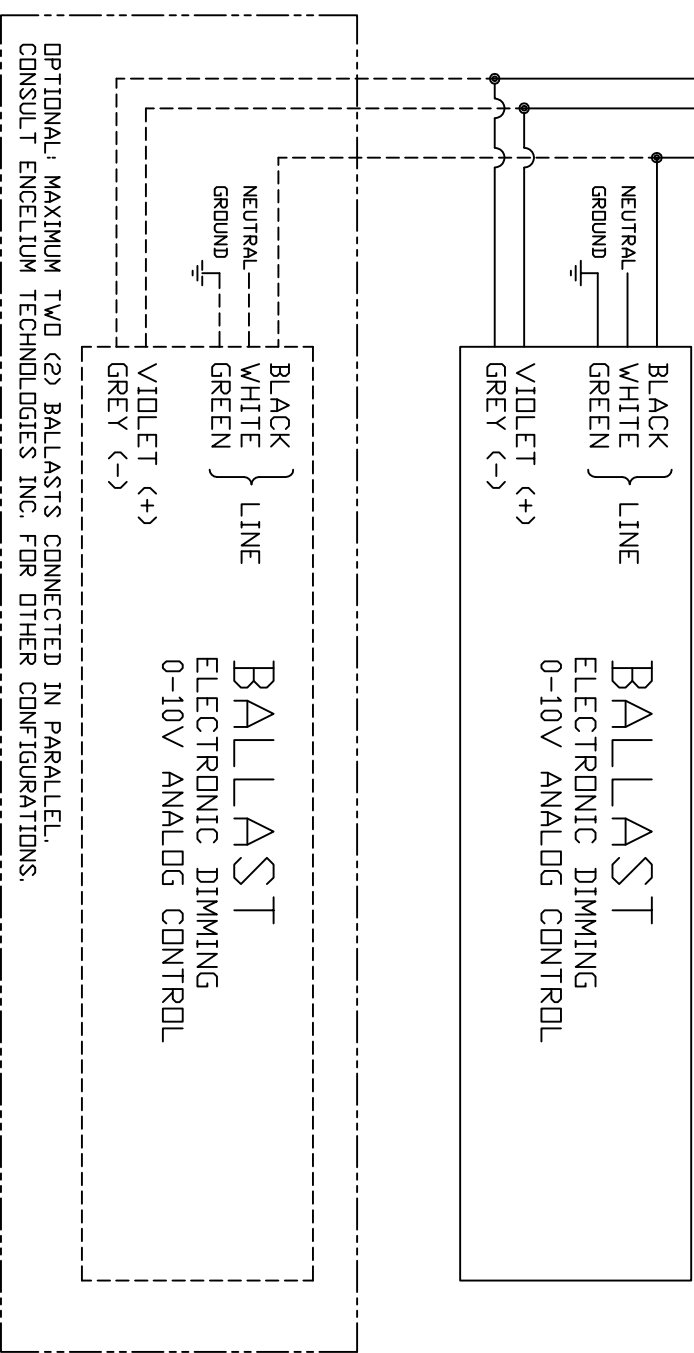 NEUTRAL
GROUND
BLACK
WHITE
GREEN
LINE
VIOLET (+)
GREY (-)
BALLAST
ELECTRONIC DIMMING
0-10V ANALOG CONTROL
NEUTRAL
GROUND
BLACK
WHITE
GREEN
LINE
VIOLET (+)
GREY (-)
BALLAST
ELECTRONIC DIMMING
0-10V ANALOG CONTROL
OPTIONAL: MAXIMUM TWO (2) BALLASTS CONNECTED IN PARALLEL.
CONSULT ENCELIUM TECHNOLOGIES INC. FOR OTHER CONFIGURATIONS.